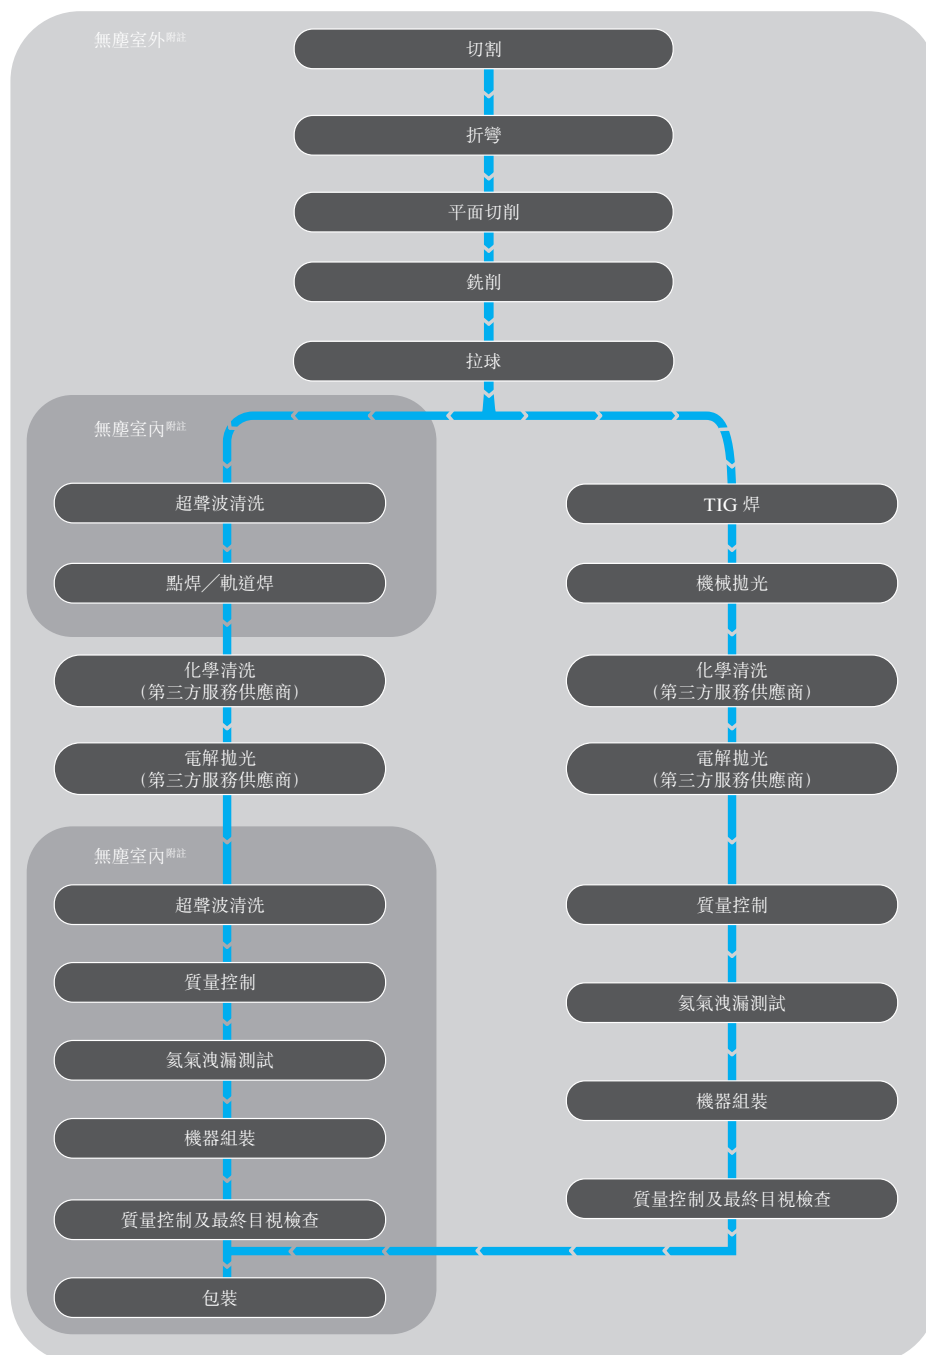 無塵室外附註
切割
折彎
平面切削
銑削
拉球
無塵室內附註
超聲波清洗
點焊╱軌道焊
化學清洗
(第三方服務供應商)
電解拋光
(第三方服務供應商)
無塵室內附註
超聲波清洗
質量控制
氦氣洩漏測試
機器組裝
質量控制及最終目視檢查
包裝
TIG 焊
機械拋光
化學清洗
(第三方服務供應商)
電解拋光
(第三方服務供應商)
質量控制
氦氣洩漏測試
機器組裝
質量控制及最終目視檢查